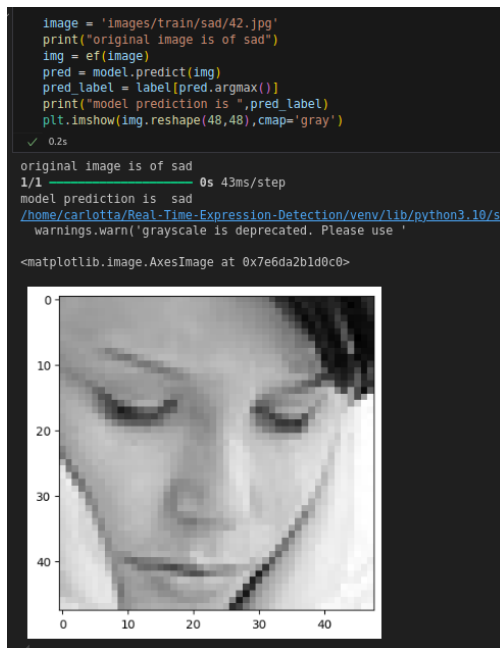 image = 'images/train/sad/42.jpg'
print("original image is of sad")
img = ef(image)
pred = model.predict(img)
pred_label = label[pred.argmax()]
print("model prediction is ",pred_label)
plt.imshow(img.reshape(48,48),cmap='gray')
✓ 0.2s
original image is of sad
1/1 ━━━━━━━━━━━━━━━━━━━━ 0s 43ms/step
model prediction is  sad
/home/carlotta/Real-Time-Expression-Detection/venv/lib/python3.10/s
warnings.warn('grayscale is deprecated. Please use '
<matplotlib.image.AxesImage at 0x7e6da2b1d0c0>
0
10
20
30
40
0 10 20 30 40